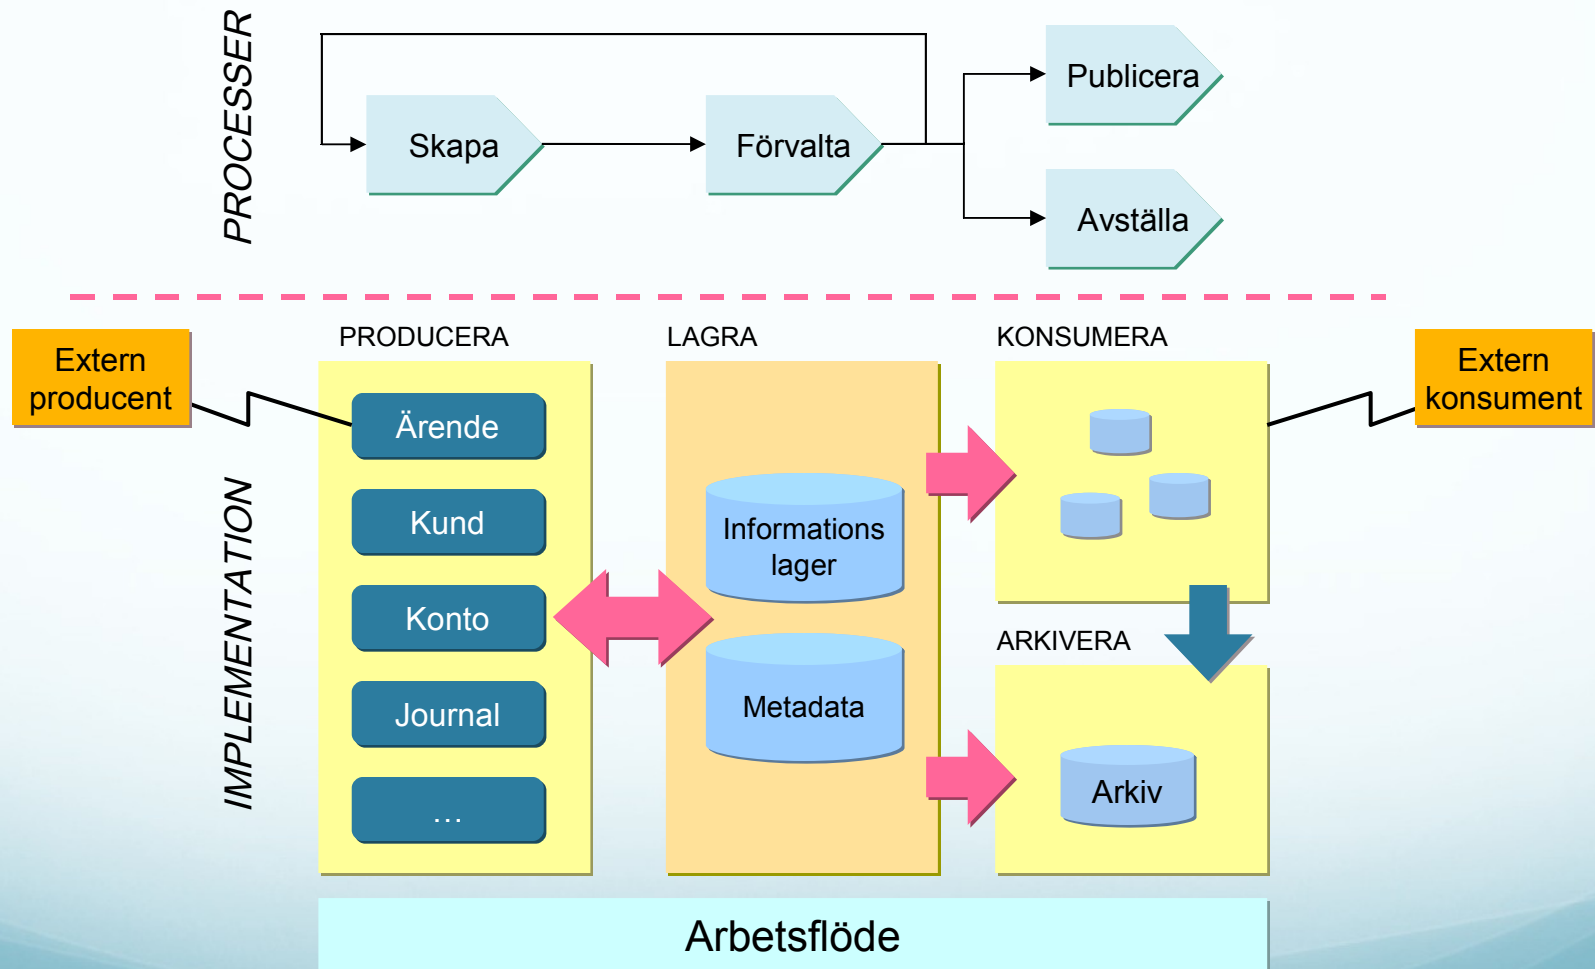 PROCESSER
Skapa
Förvalta
Publicera
Avställa
IMPLEMENTATION
Extern
producent
PRODUCERA
Ärende
Kund
Konto
Journal
…
LAGRA
Informations
lager
Metadata
KONSUMERA
Extern
konsument
ARKIVERA
Arkiv
Arbetsflöde